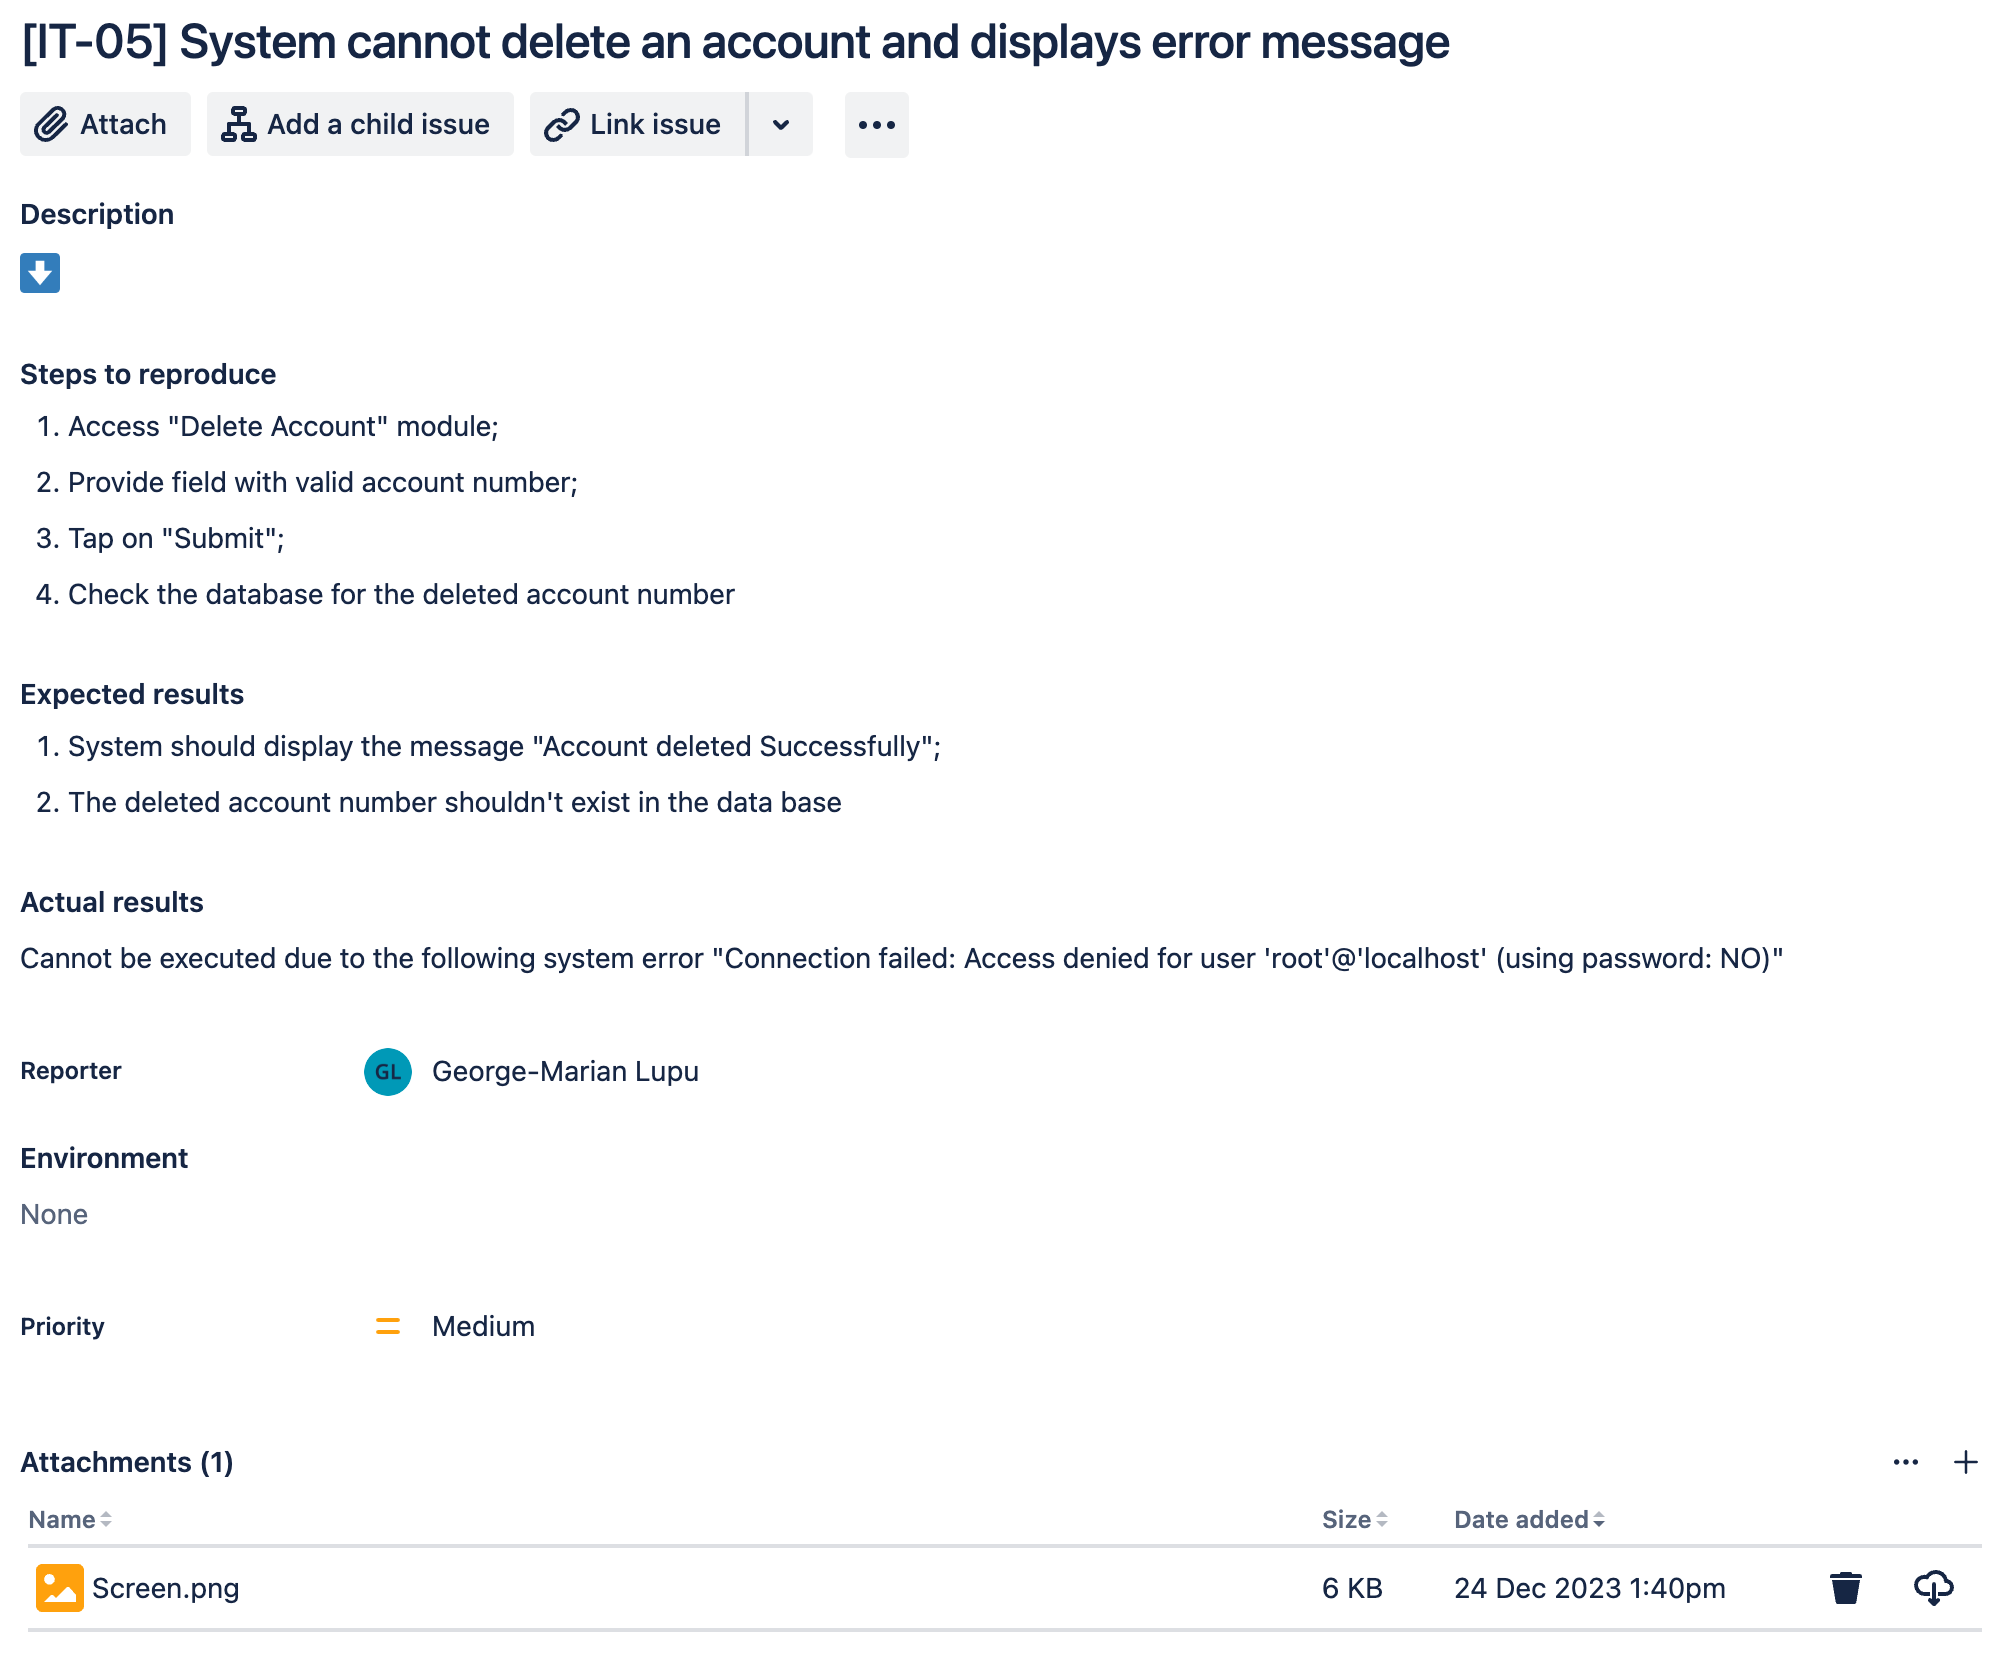 [IT-05] System cannot delete an account and displays error message
Attach Add a child issue Link issue
Description
Steps to reproduce
1. Access "Delete Account" module;
2. Provide field with valid account number;
3. Tap on "Submit";
4. Check the database for the deleted account number
Expected results
1. System should display the message "Account deleted Successfully";
2. The deleted account number shouldn't exist in the data base
Actual results
Cannot be executed due to the following system error "Connection failed: Access denied for user 'root'@'localhost' (using password: NO)"
Reporter GL George-Marian Lupu
Environment
None
Priority Medium
Attachments (1)
Name Size Date added
Screen.png 6 KB 24 Dec 2023 1:40pm